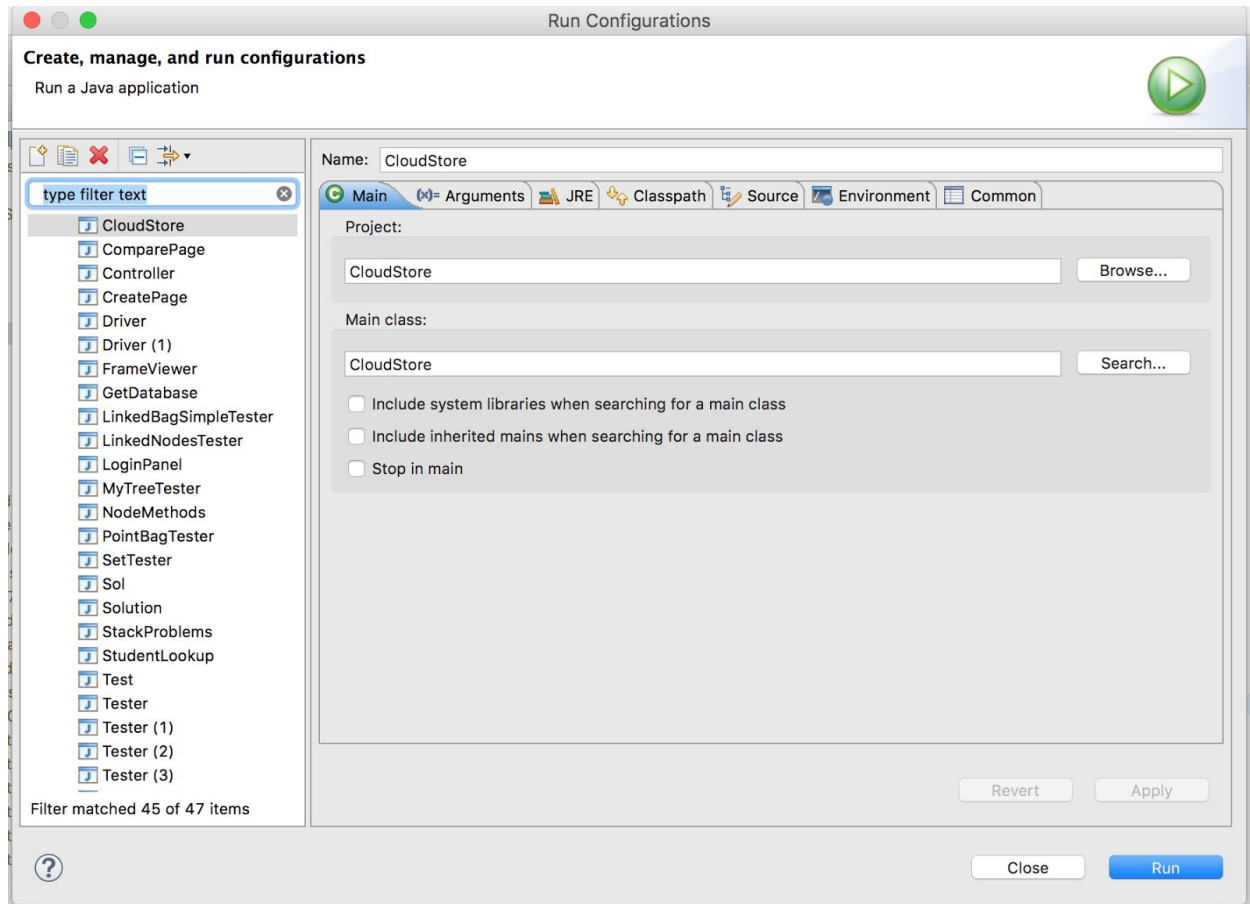 Run Configurations
Create, manage, and run configurations
Run a Java application
type filter text
CloudStore
ComparePage
Controller
CreatePage
Driver
Driver (1)
FrameViewer
GetDatabase
LinkedBagSimpleTester
LinkedNodesTester
LoginPanel
MyTreeTester
NodeMethods
PointBagTester
SetTester
Sol
Solution
StackProblems
StudentLookup
Test
Tester
Tester (1)
Tester (2)
Tester (3)
Filter matched 45 of 47 items
Name: CloudStore
Main (x)= Arguments JRE Classpath Source Environment Common
Project:
CloudStore Browse...
Main class:
CloudStore Search...
Include system libraries when searching for a main class
Include inherited mains when searching for a main class
Stop in main
Revert Apply
Close Run